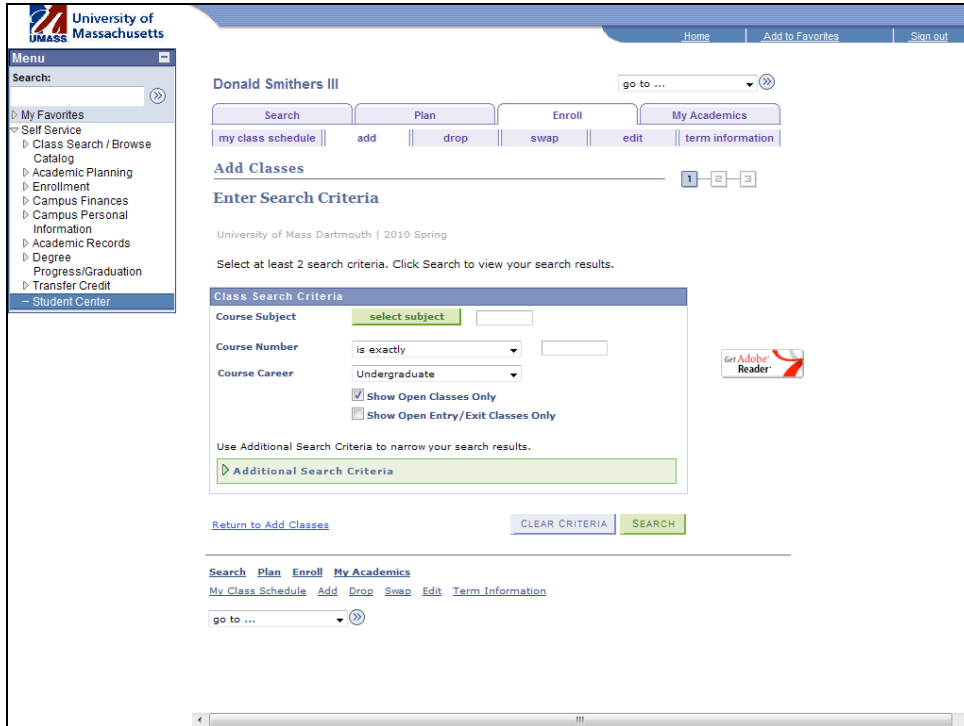 University of
Massachusetts
UMASS
Home Add to Favorites Sign out
Menu
Search:
My Favorites
Self Service
Class Search / Browse
Catalog
Academic Planning
Enrollment
Campus Finances
Campus Personal
Information
Academic Records
Degree
Progress/Graduation
Transfer Credit
Student Center
Donald Smithers III
go to ...
Search Plan Enroll My Academics
my class schedule add drop swap edit term information
Add Classes
1 2 3
Enter Search Criteria
University of Mass Dartmouth | 2010 Spring
Select at least 2 search criteria. Click Search to view your search results.
Class Search Criteria
Course Subject select subject
Course Number is exactly
Course Career Undergraduate
Show Open Classes Only
Show Open Entry/Exit Classes Only
Use Additional Search Criteria to narrow your search results.
Additional Search Criteria
Get Adobe®
Reader®
Return to Add Classes CLEAR CRITERIA SEARCH
Search Plan Enroll My Academics
My Class Schedule Add Drop Swap Edit Term Information
go to ...